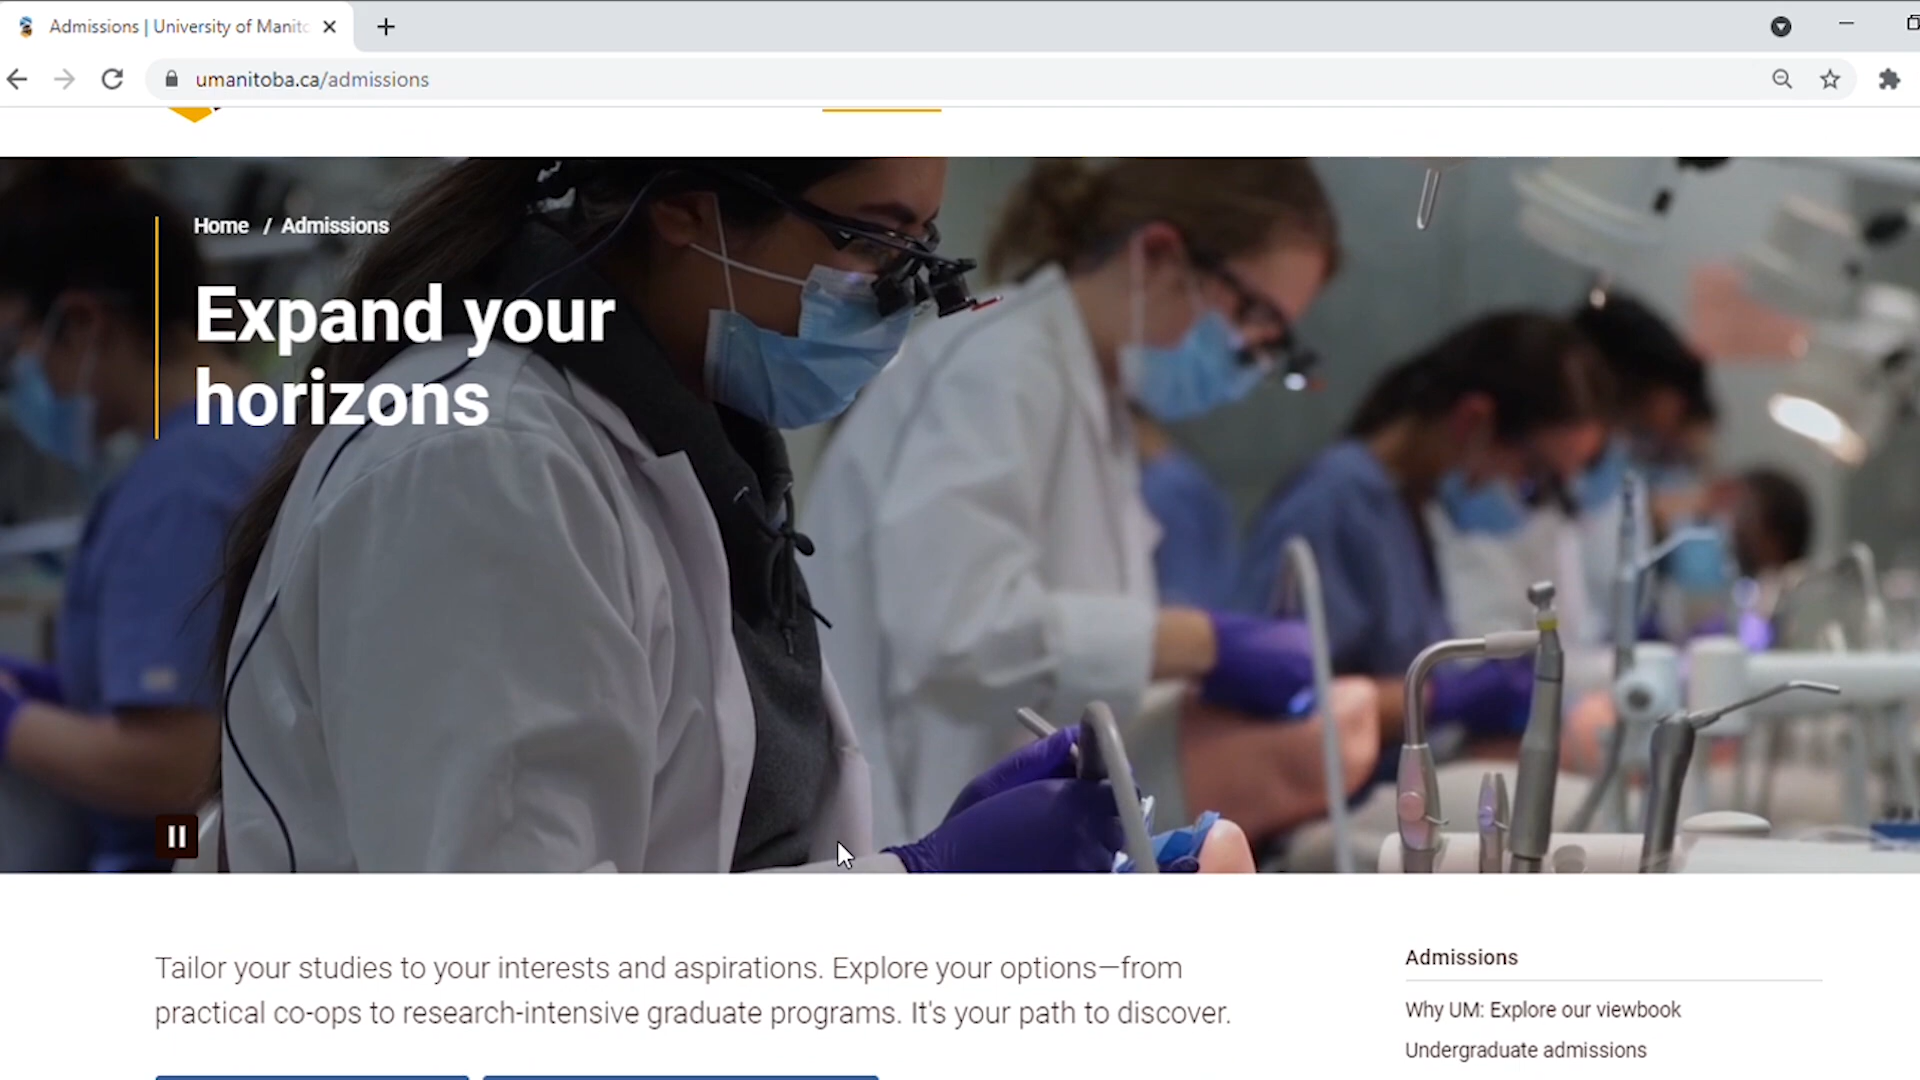 Admissions | University of Manito
umanitoba.ca/admissions
Home / Admissions
Expand your
horizons
Tailor your studies to your interests and aspirations. Explore your options—from
practical co-ops to research-intensive graduate programs. It's your path to discover.
Admissions
Why UM: Explore our viewbook
Undergraduate admissions